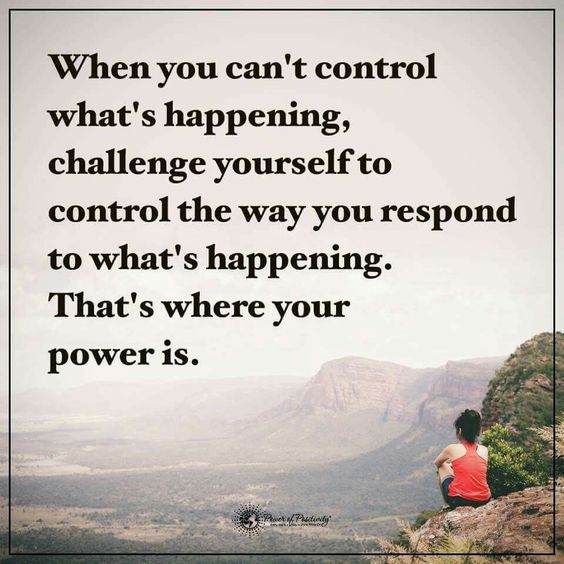 When you can't control
what's happening,
challenge yourself to
control the way you respond
to what's happening.
That's where your
power is.
Power of Positivity